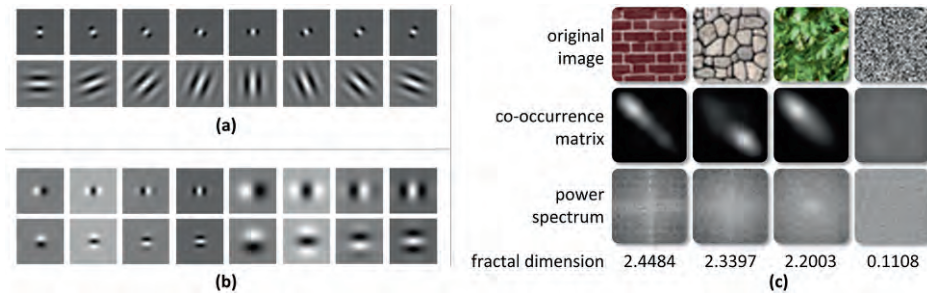 (a)
(b)
original
image
co-occurrence
matrix
power
spectrum
fractal dimension 2.4484 2.3397 2.2003 0.1108
(c)